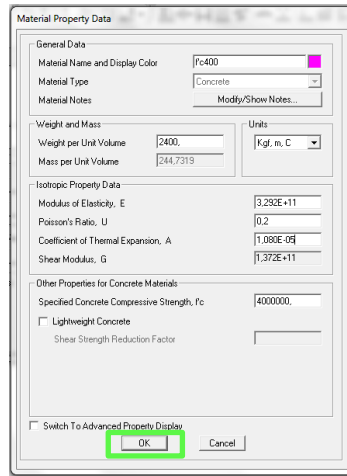 Material Property Data
General Data
Material Name and Display Color f'c400
Material Type Concrete
Material Notes Modify/Show Notes...
Weight and Mass
Units
Weight per Unit Volume 2400, Kgf, m, C
Mass per Unit Volume 244,7319
Isotropic Property Data
Modulus of Elasticity, E 3,292E+11
Poisson's Ratio, U 0,2
Coefficient of Thermal Expansion, A 1,080E-05
Shear Modulus, G 1,372E+11
Other Properties for Concrete Materials
Specified Concrete Compressive Strength, f'c 4000000,
Lightweight Concrete
Shear Strength Reduction Factor
Switch To Advanced Property Display
OK Cancel